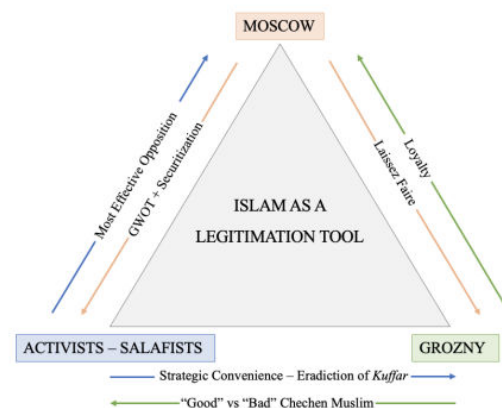 MOSCOW
Most Effective Opposition
GWOT + Securitization
Loyalty
Laissez Faire
ISLAM AS A
LEGITIMATION TOOL
ACTIVISTS – SALAFISTS
GROZNY
Strategic Convenience – Eradiction of Kuffar
“Good” vs “Bad” Chechen Muslim